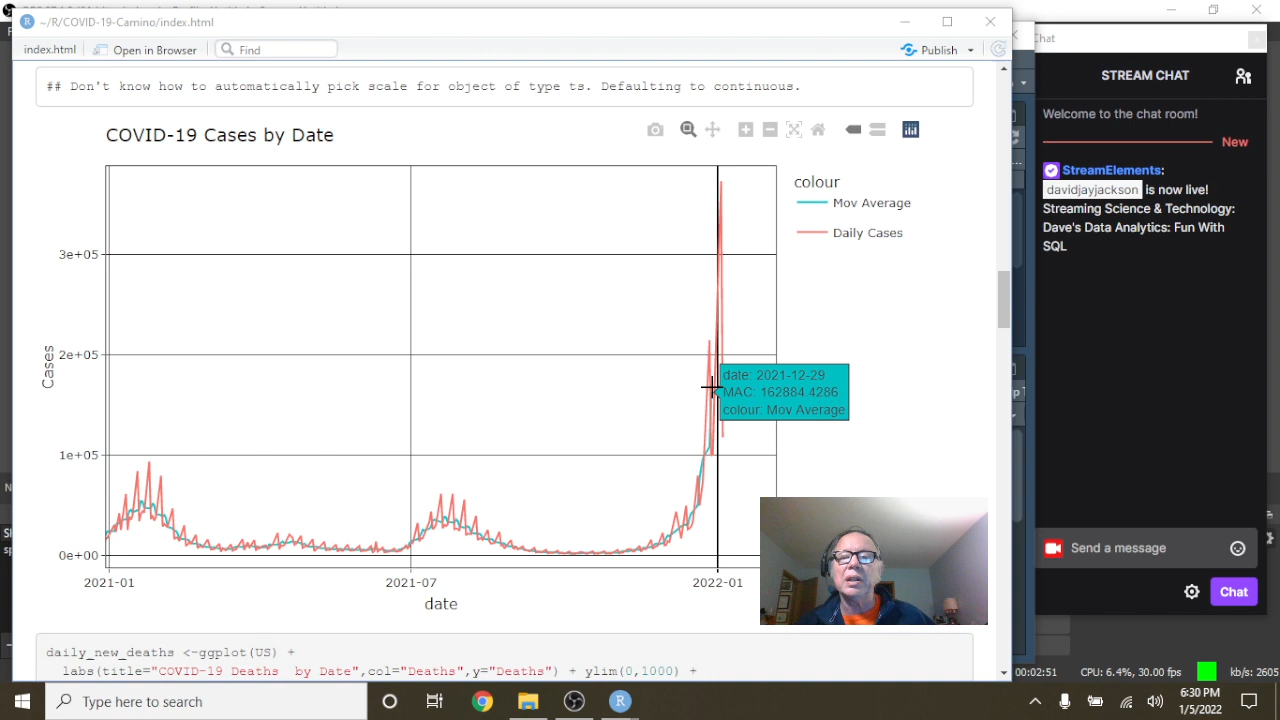 ~/R/COVID-19-Camino/index.html
index.html
Open in Browser
Find
Publish
## Don't know how to automatically pick scale for object of type ts. Defaulting to continuous.
COVID-19 Cases by Date
colour
Mov Average
Daily Cases
Cases
3e+05
2e+05
1e+05
0e+00
date: 2021-12-29
MAC: 162884.4286
colour: Mov Average
2021-01
2021-07
2022-01
date
daily_new_deaths <-ggplot(US) +
labs(title="COVID-19 Deaths  by Date",col="Deaths",y="Deaths") + ylim(0,1000) +
Chat
STREAM CHAT
Welcome to the chat room!
New
StreamElements:
davidjayjackson is now live!
Streaming Science & Technology:
Dave's Data Analytics: Fun With
SQL
Send a message
Chat
00:02:51
CPU: 6.4%, 30.00 fps
kb/s: 2605
Type here to search
6:30 PM
1/5/2022